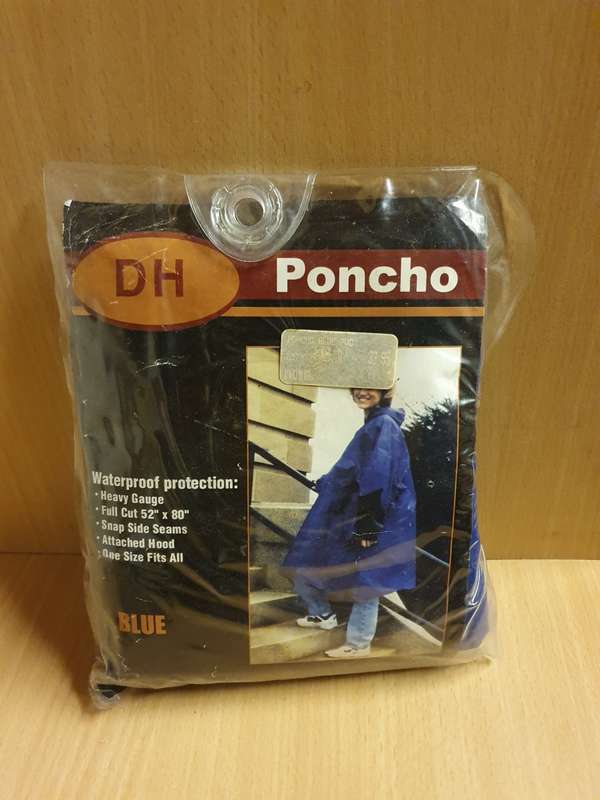 DH
Poncho
Waterproof protection:
• Heavy Gauge
• Full Cut 52" x 80"
• Snap Side Seams
• Attached Hood
• One Size Fits All
BLUE